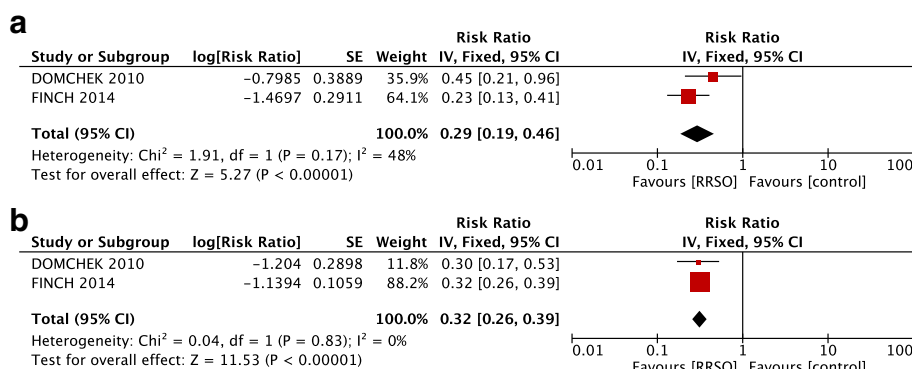 a
Risk Ratio Risk Ratio
Study or Subgroup log[Risk Ratio] SE Weight IV, Fixed, 95% CI IV, Fixed, 95% CI
DOMCHEK 2010 −0.7985 0.3889 35.9% 0.45 [0.21, 0.96]
FINCH 2014 −1.4697 0.2911 64.1% 0.23 [0.13, 0.41]
Total (95% CI) 100.0% 0.29 [0.19, 0.46]
Heterogeneity: Chi² = 1.91, df = 1 (P = 0.17); I² = 48%
Test for overall effect: Z = 5.27 (P < 0.00001)
0.01 0.1 1 10 100
Favours [RRSO] Favours [control]
b
Risk Ratio Risk Ratio
Study or Subgroup log[Risk Ratio] SE Weight IV, Fixed, 95% CI IV, Fixed, 95% CI
DOMCHEK 2010 −1.204 0.2898 11.8% 0.30 [0.17, 0.53]
FINCH 2014 −1.1394 0.1059 88.2% 0.32 [0.26, 0.39]
Total (95% CI) 100.0% 0.32 [0.26, 0.39]
Heterogeneity: Chi² = 0.04, df = 1 (P = 0.83); I² = 0%
Test for overall effect: Z = 11.53 (P < 0.00001)
0.01 0.1 1 10 100
Favours [RRSO] Favours [control]